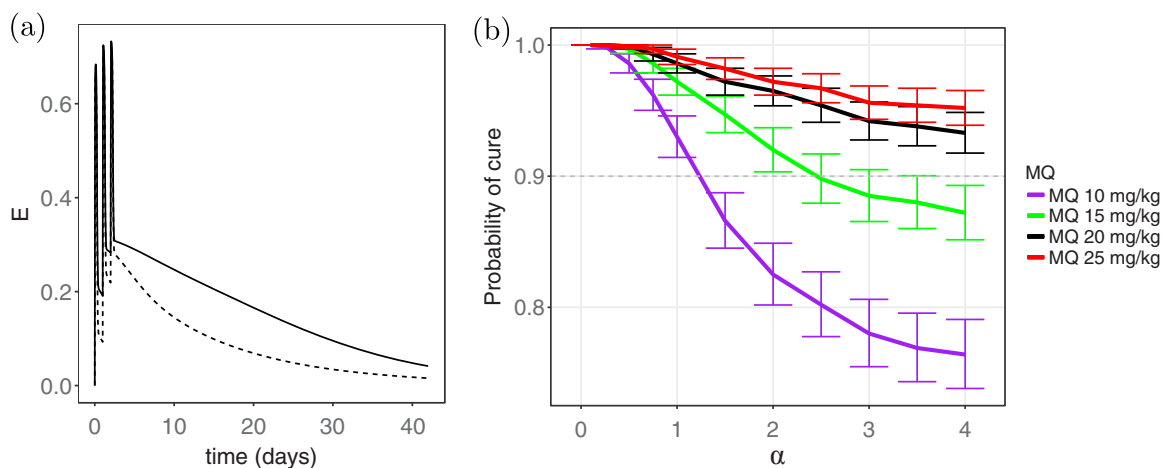 (a)
E
0.6
0.4
0.2
0.0
0 10 20 30 40
time (days)
(b)
Probability of cure
1.0
0.9
0.8
0 1 2 3 4
α
MQ
MQ 10 mg/kg
MQ 15 mg/kg
MQ 20 mg/kg
MQ 25 mg/kg